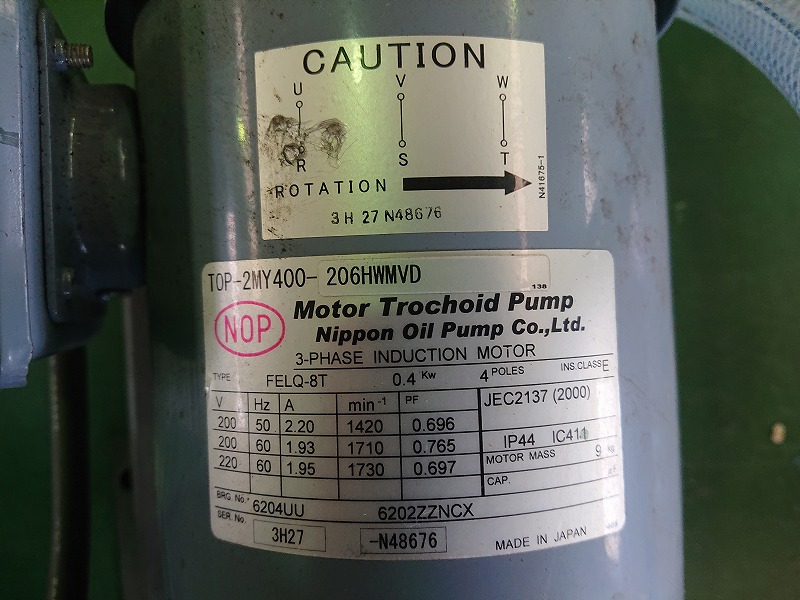 CAUTION
U V W
R S T
ROTATION
N41675-1
3H 27 N48676
TOP-2MY400- 206HWMVD
138
NOP
Motor Trochoid Pump
Nippon Oil Pump Co.,Ltd.
3-PHASE INDUCTION MOTOR
TYPE FELQ-8T 0.4 Kw 4 POLES INS.CLASS E
V Hz A min-1 PF JEC2137 (2000)
200 50 2.20 1420 0.696
200 60 1.93 1710 0.765 IP44 IC411
220 60 1.95 1730 0.697 MOTOR MASS 9 Kg
CAP.
BRG. No. 6204UU 6202ZZNCX
SER. No. 3H27 -N48676 MADE IN JAPAN